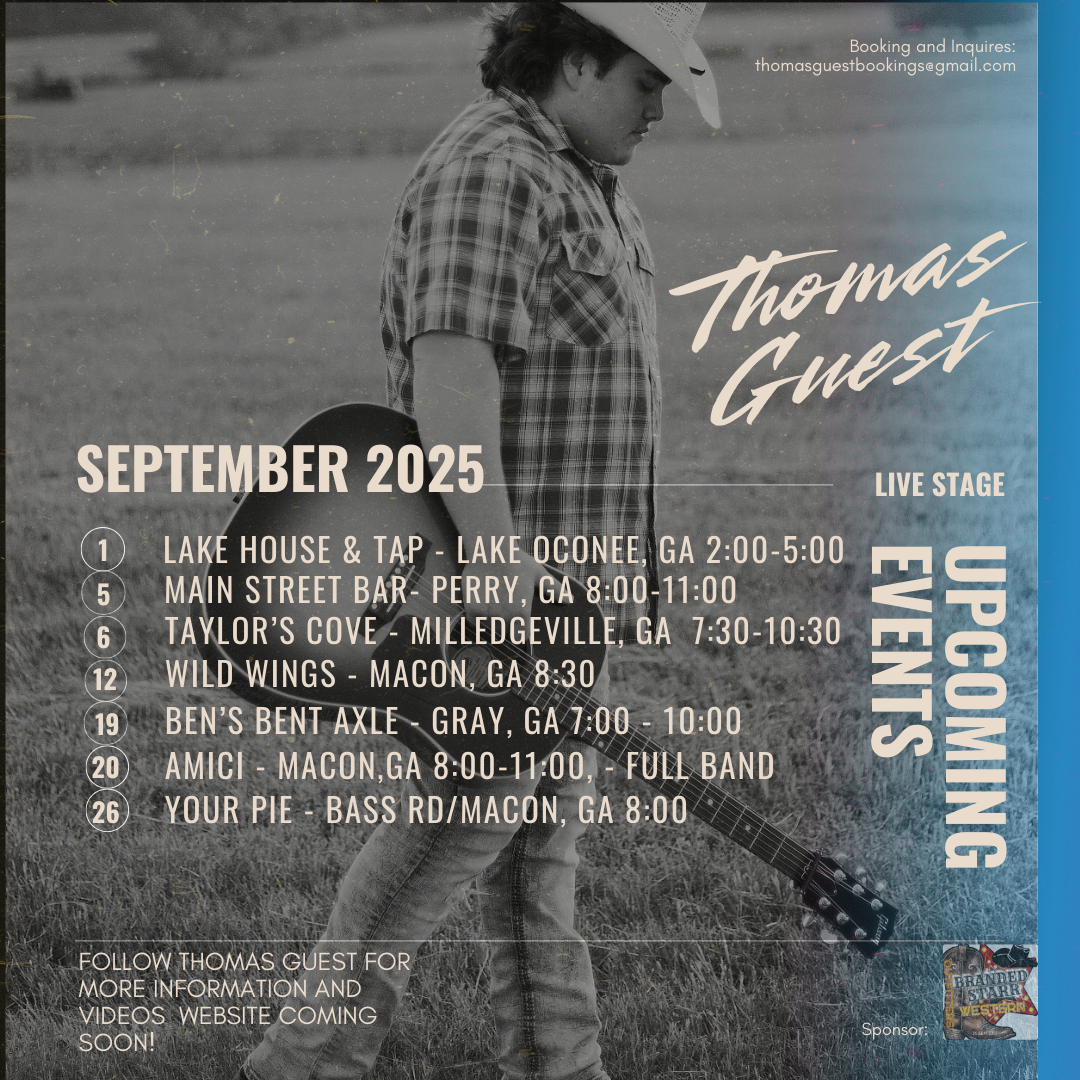 Booking and Inquires:
thomasguestbookings@gmail.com
Thomas
Guest
SEPTEMBER 2025
LIVE STAGE
1 LAKE HOUSE & TAP - LAKE OCONEE, GA 2:00-5:00
5 MAIN STREET BAR- PERRY, GA 8:00-11:00
6 TAYLOR’S COVE - MILLEDGEVILLE, GA 7:30-10:30
12 WILD WINGS - MACON, GA 8:30
19 BEN’S BENT AXLE - GRAY, GA 7:00 - 10:00
20 AMICI - MACON,GA 8:00-11:00, - FULL BAND
26 YOUR PIE - BASS RD/MACON, GA 8:00
UPCOMING
EVENTS
Gibson
FOLLOW THOMAS GUEST FOR
MORE INFORMATION AND
VIDEOS WEBSITE COMING
SOON!
Sponsor:
BRANDED
STARR
WESTERN